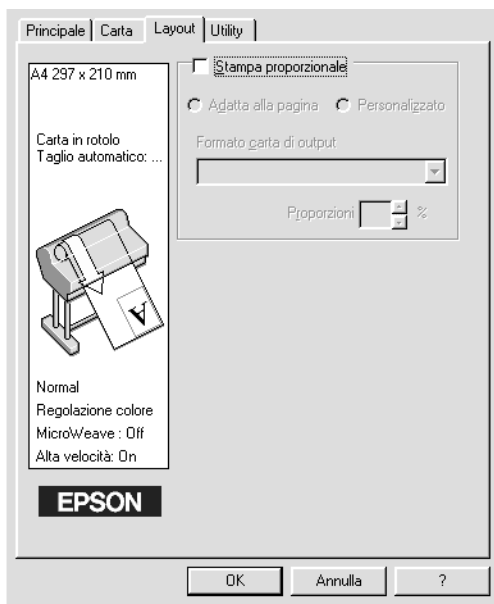 Principale Carta Layout Utility
A4 297 x 210 mm
Carta in rotolo
Taglio automatico: ...
A
Normal
Regolazione colore
MicroWeave : Off
Alta velocità: On
EPSON
Stampa proporzionale
Adatta alla pagina Personalizzato
Formato carta di output
Proporzioni %
OK Annulla ?